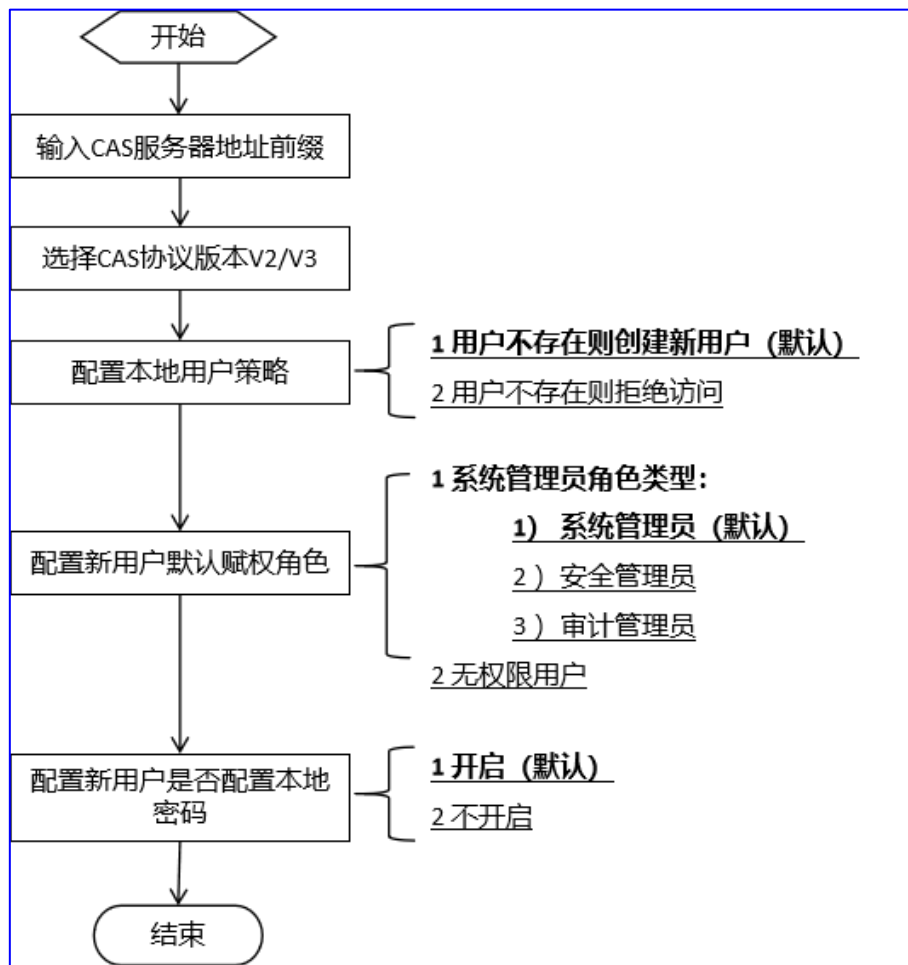 开始
输入CAS服务器地址前缀
选择CAS协议版本V2/V3
配置本地用户策略
1 用户不存在则创建新用户（默认）
2 用户不存在则拒绝访问
配置新用户默认赋权角色
1 系统管理员角色类型：
1） 系统管理员（默认）
2 ） 安全管理员
3 ） 审计管理员
2 无权限用户
配置新用户是否配置本地
密码
1 开启（默认）
2 不开启
结束